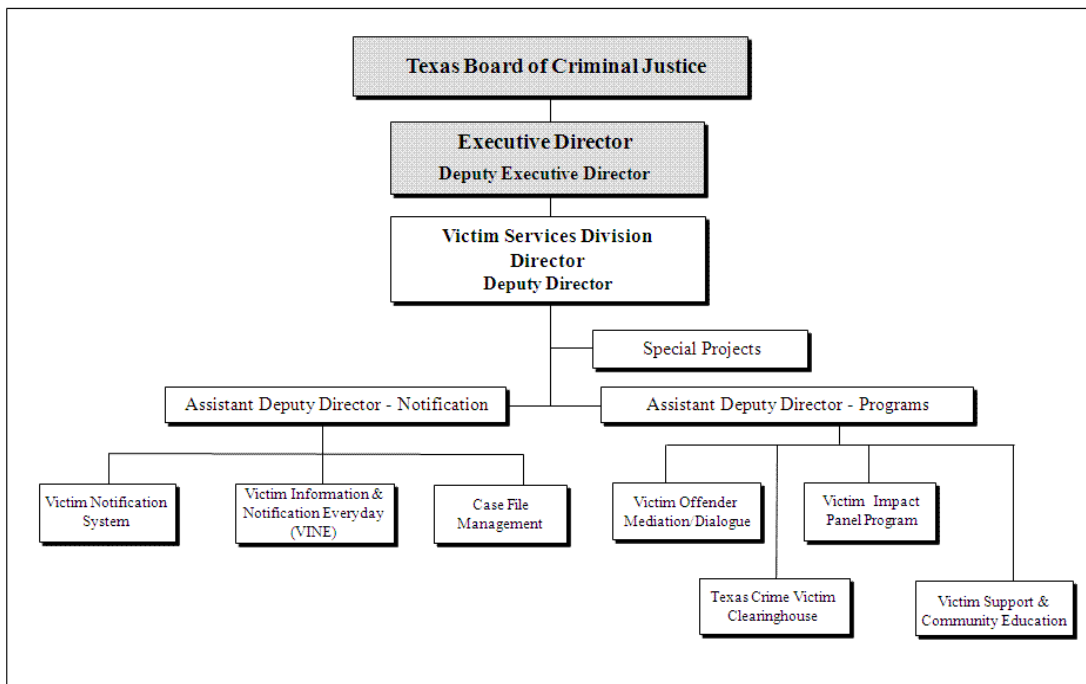 Texas Board of Criminal Justice
Executive Director
Deputy Executive Director
Victim Services Division
Director
Deputy Director
Special Projects
Assistant Deputy Director - Notification
Assistant Deputy Director - Programs
Victim Notification
System
Victim Information &
Notification Everyday
(VINE)
Case File
Management
Victim Offender
Mediation/Dialogue
Victim Impact
Panel Program
Texas Crime Victim
Clearinghouse
Victim Support &
Community Education